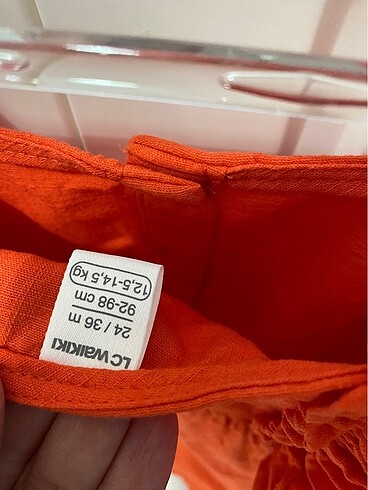 LC WAIKIKI
24 / 36 m
92-98 cm
12,5-14,5 kg